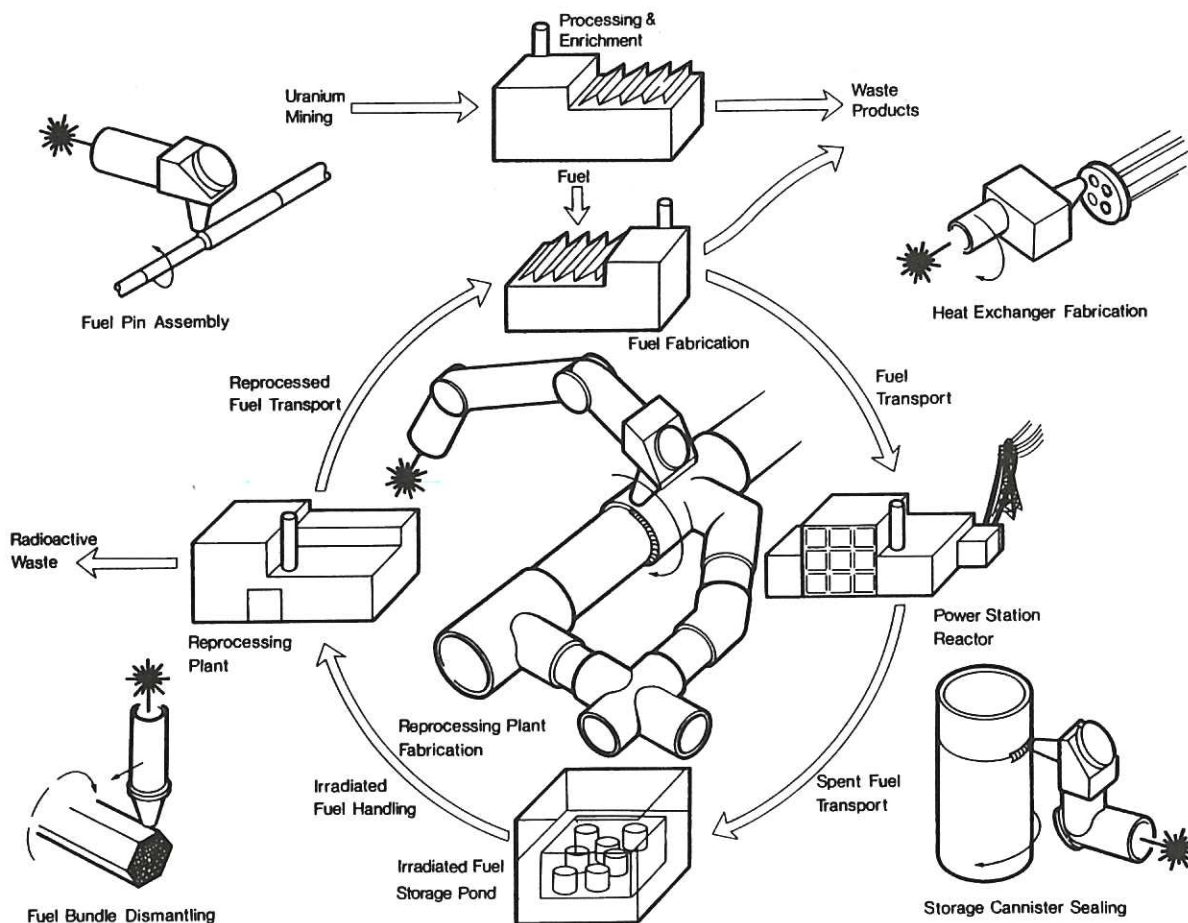 Processing &
Enrichment
Uranium
Mining
Waste
Products
Fuel
Fuel Pin Assembly
Heat Exchanger Fabrication
Fuel Fabrication
Reprocessed
Fuel Transport
Fuel
Transport
Radioactive
Waste
Power Station
Reactor
Reprocessing
Plant
Reprocessing Plant
Fabrication
Irradiated
Fuel Handling
Spent Fuel
Transport
Irradiated Fuel
Storage Pond
Fuel Bundle Dismantling
Storage Cannister Sealing